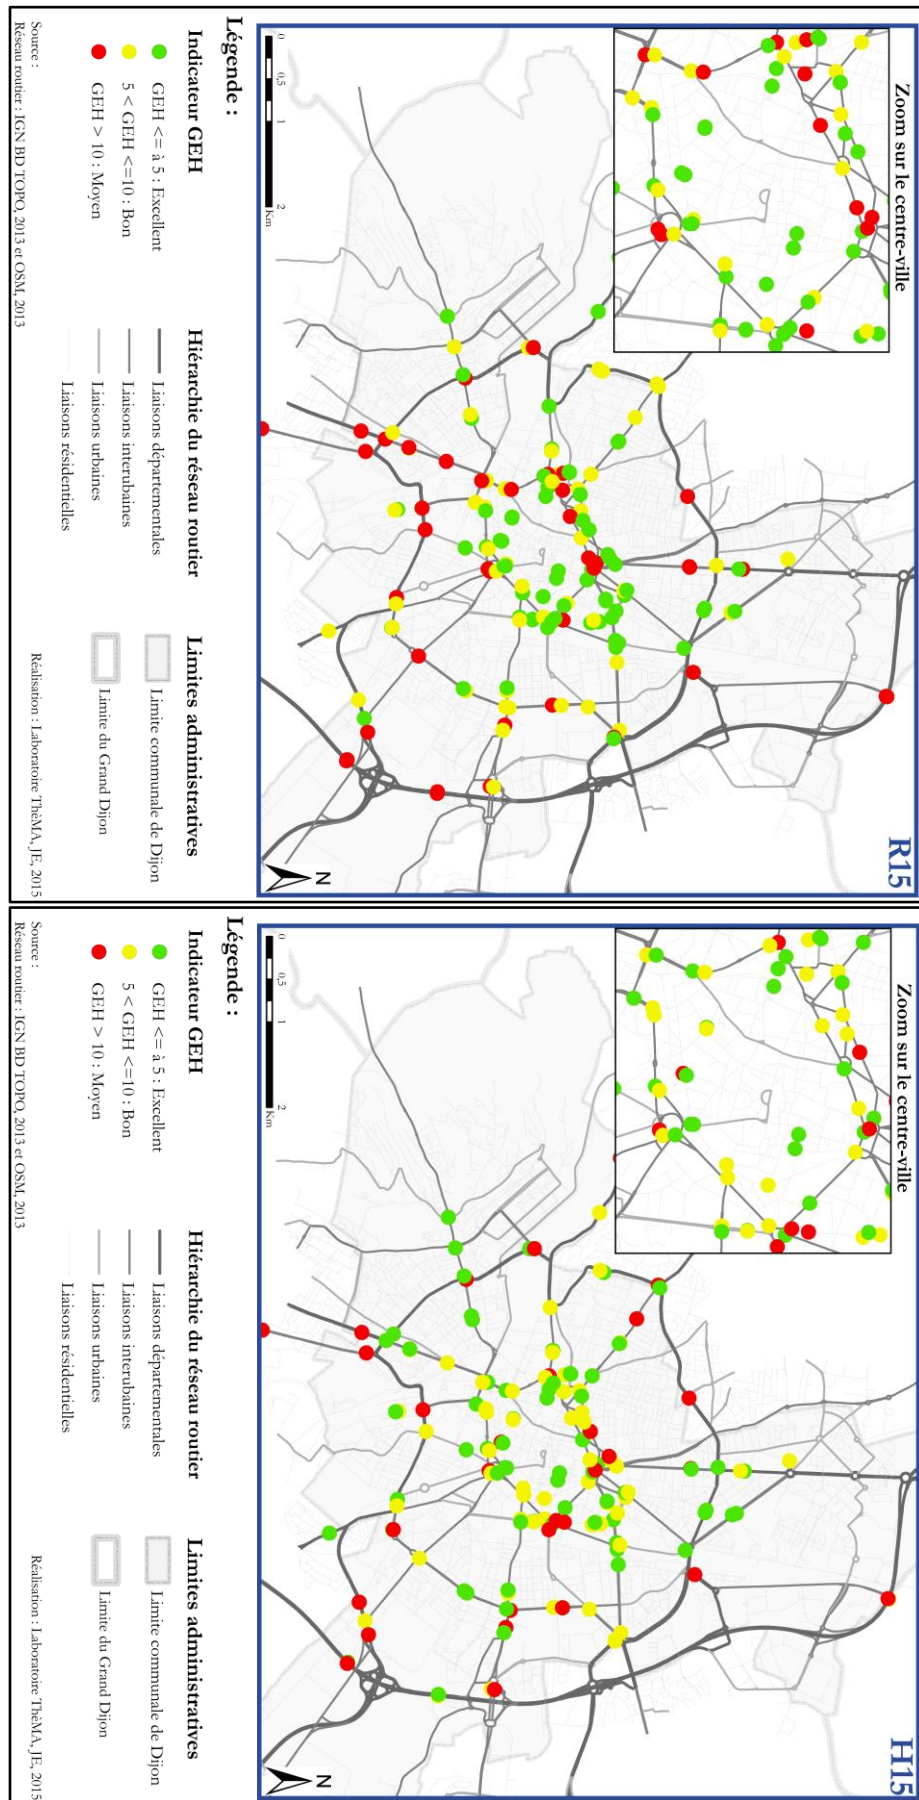 R15
Zoom sur le centre-ville
0 0,5 1 2
Km
N
Légende :
Indicateur GEH
GEH <= à 5 : Excellent
5 < GEH <=10 : Bon
GEH > 10 : Moyen
Hiérarchie du réseau routier
Liaisons départementales
Liaisons interubaines
Liaisons urbaines
Liaisons résidentielles
Limites administratives
Limite communale de Dijon
Limite du Grand Dijon
Source :
Réseau routier : IGN BD TOPO, 2013 et OSM, 2013
Réalisation : Laboratoire ThéMA, JE, 2015
H15
Zoom sur le centre-ville
0 0,5 1 2
Km
N
Légende :
Indicateur GEH
GEH <= à 5 : Excellent
5 < GEH <=10 : Bon
GEH > 10 : Moyen
Hiérarchie du réseau routier
Liaisons départementales
Liaisons interubaines
Liaisons urbaines
Liaisons résidentielles
Limites administratives
Limite communale de Dijon
Limite du Grand Dijon
Source :
Réseau routier : IGN BD TOPO, 2013 et OSM, 2013
Réalisation : Laboratoire ThéMA, JE, 2015